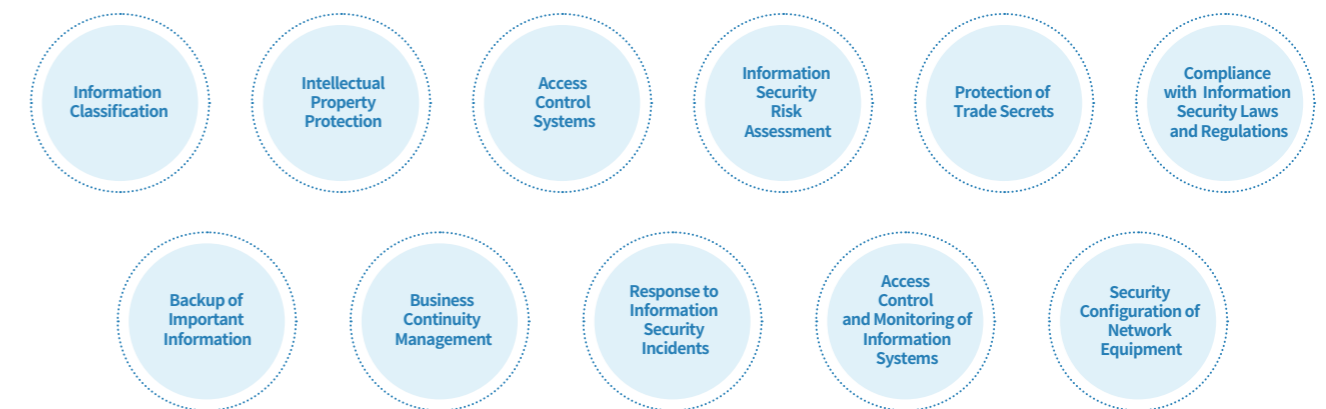 Information
Classification
Intellectual
Property
Protection
Access
Control
Systems
Information
Security
Risk
Assessment
Protection of
Trade Secrets
Compliance
with Information
Security Laws
and Regulations
Backup of
Important
Information
Business
Continuity
Management
Response to
Information
Security
Incidents
Access
Control
and Monitoring of
Information
Systems
Security
Configuration of
Network
Equipment